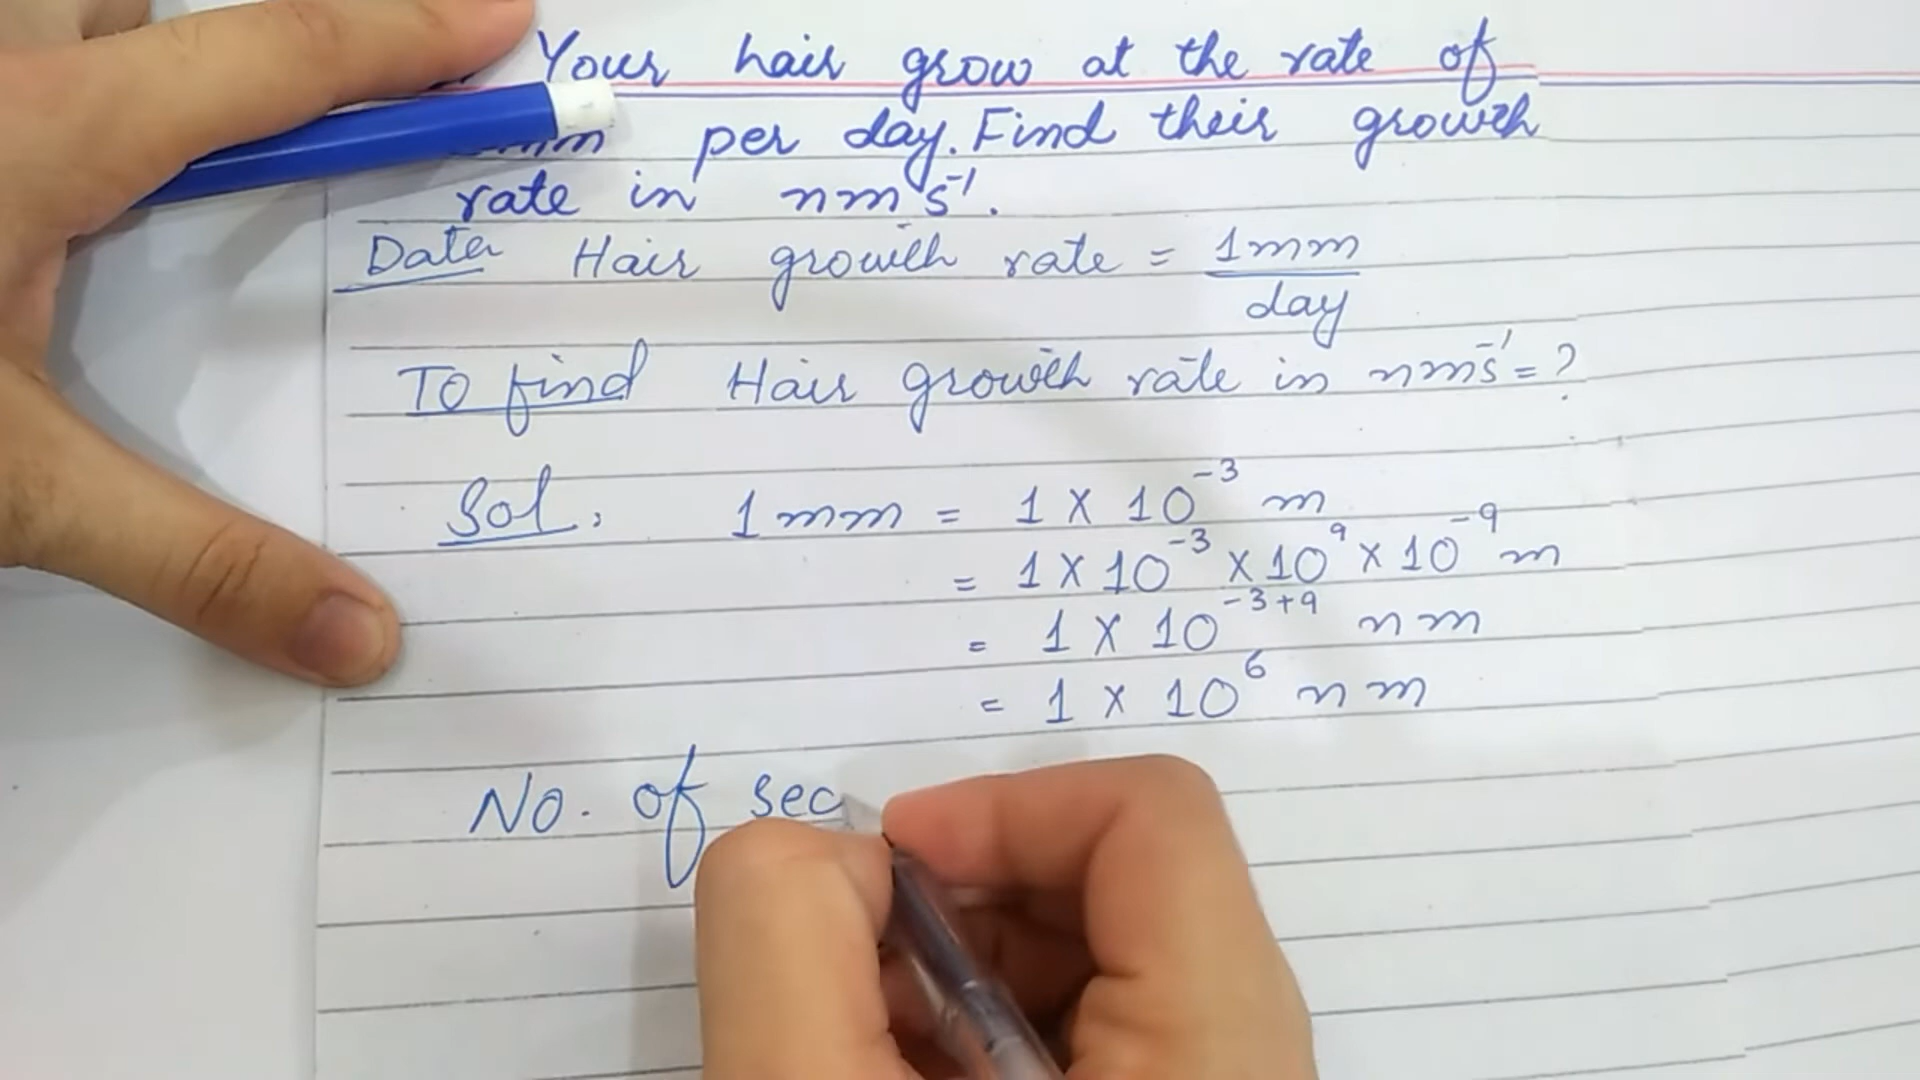 Your hair grow at the rate of
mm per day. Find their growth
rate in nms⁻¹.
Data Hair growth rate = 1mm
day
To find Hair growth rate in nms⁻¹ = ?
Sol, 1mm = 1 X 10⁻³ m
= 1 X 10⁻³ X 10⁹ X 10⁻⁹ m
= 1 X 10⁻³⁺⁹ nm
= 1 X 10⁶ nm
No. of sec